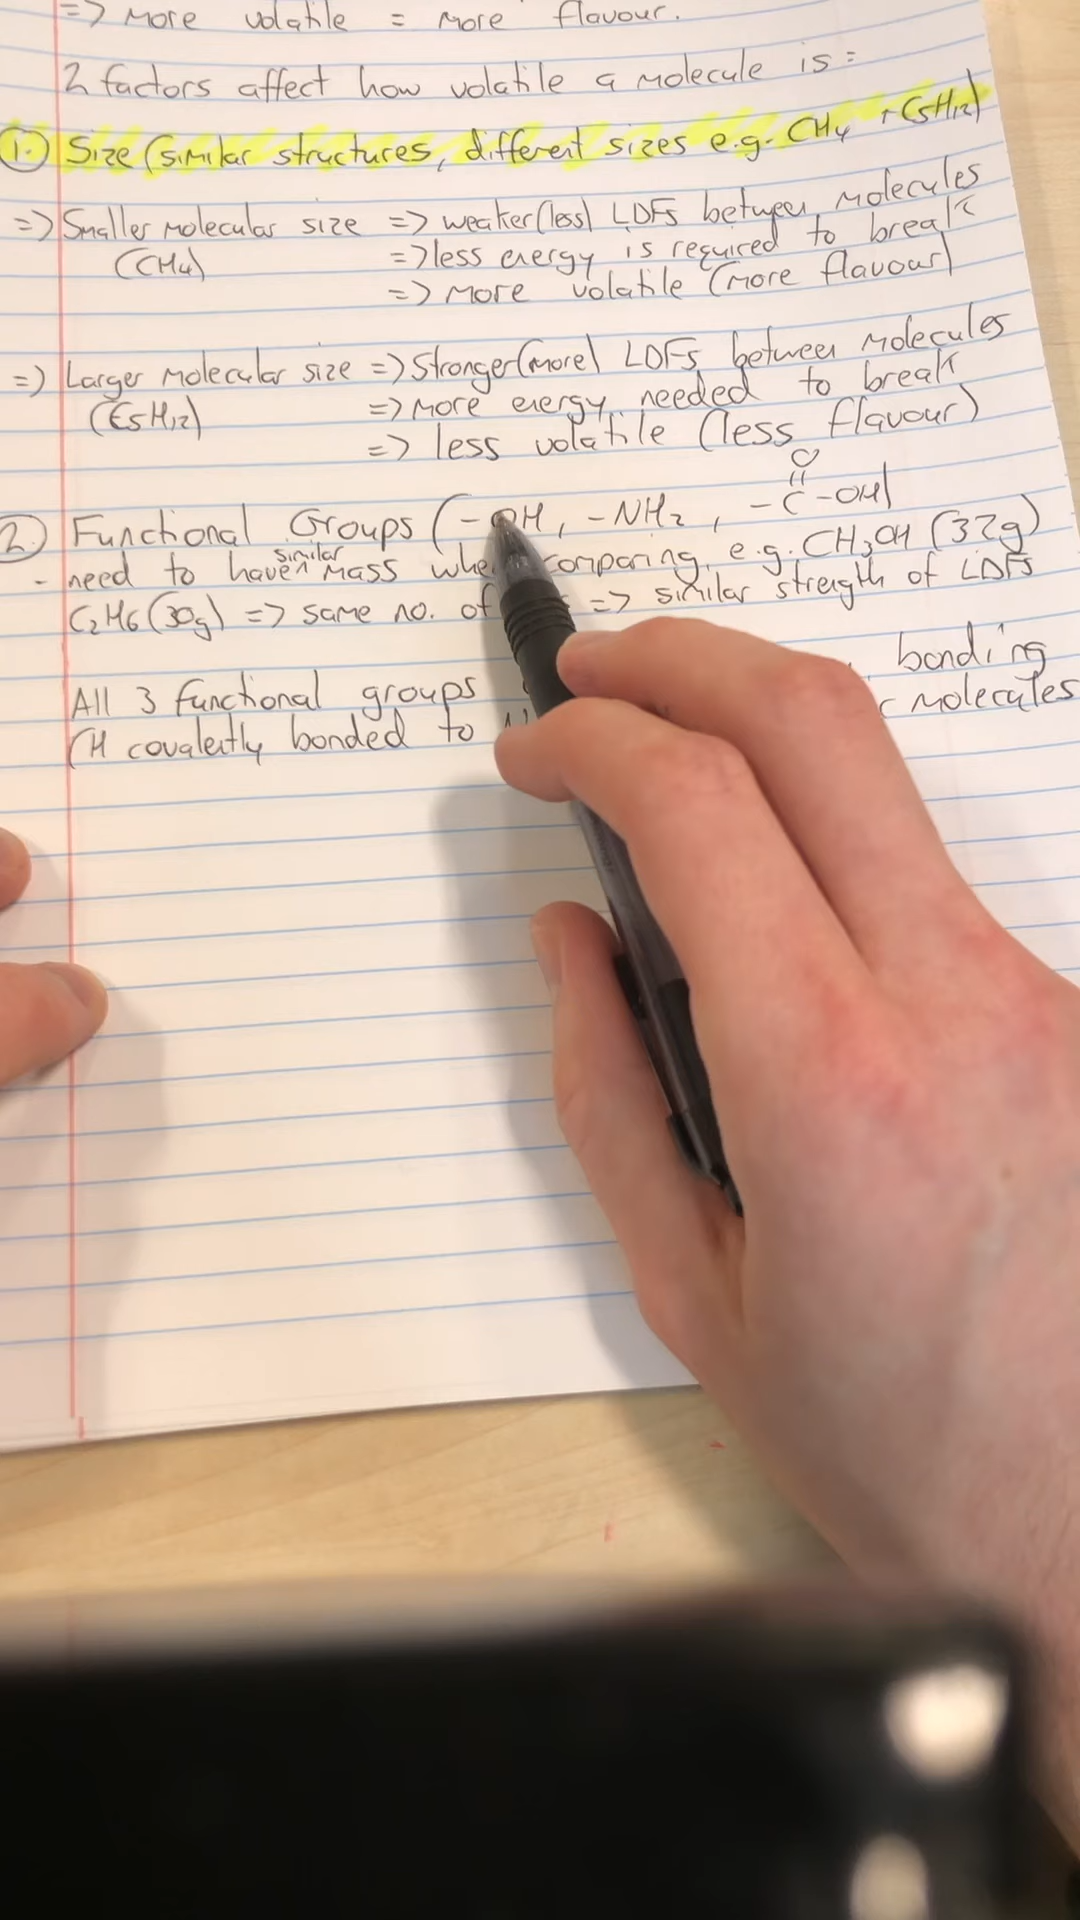 => More volatile = more flavour.
2 factors affect how volatile a molecule is:
1. Size (similar structures, different sizes e.g. CH4 + C5H12)
=> Smaller molecular size => weaker (less) LDFs between molecules
(CH4) => less energy is required to break
=> More volatile (more flavour)
=> Larger molecular size => Stronger (more) LDFs between molecules
(C5H12) => more energy needed to break
=> less volatile (less flavour)
O
2. Functional Groups (-OH, -NH2, -C-OH)
similar
- need to have mass when comparing, e.g. CH3OH (32g)
C2H6 (30g) => same no. of => similar strength of LDFs
All 3 functional groups bonding
(H covalently bonded to molecules